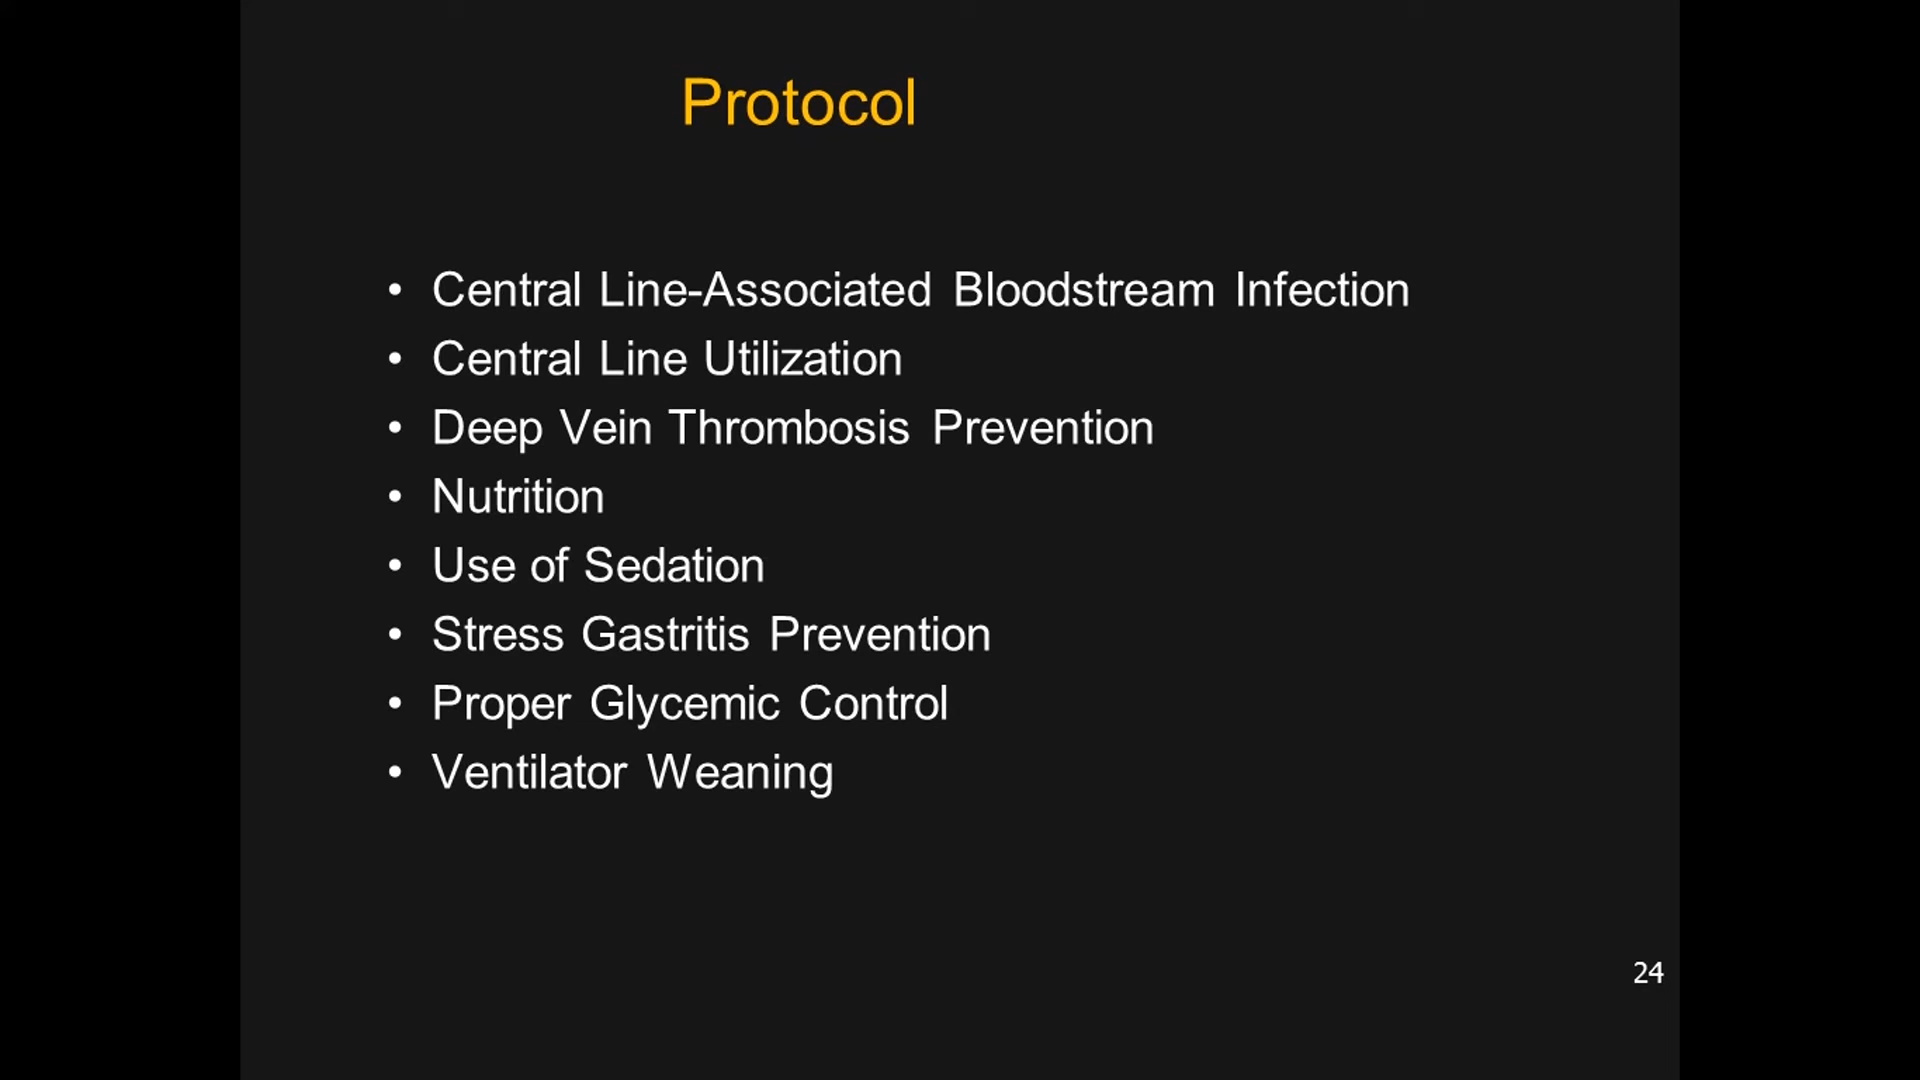 Protocol
• Central Line-Associated Bloodstream Infection
• Central Line Utilization
• Deep Vein Thrombosis Prevention
• Nutrition
• Use of Sedation
• Stress Gastritis Prevention
• Proper Glycemic Control
• Ventilator Weaning
24